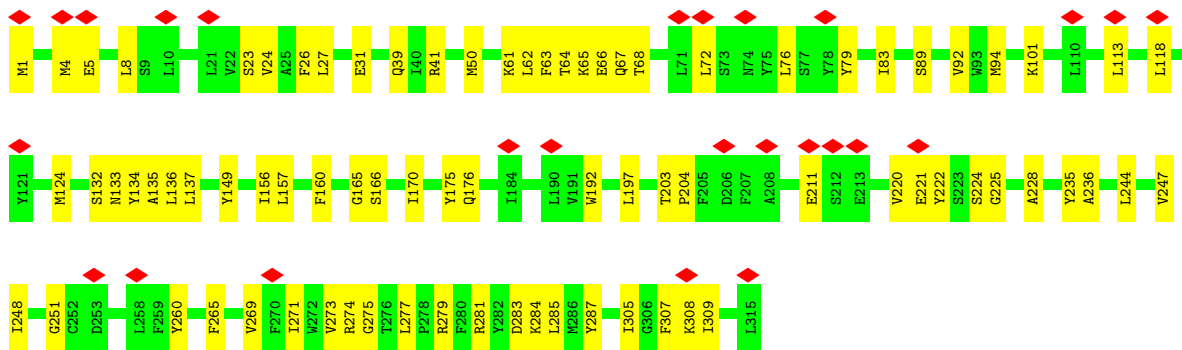 M1 M4 E5 L8 S9 L10 L21 V22 S23 V24 A25 F26 L27 E31 Q39 I40 R41 M50 K61 L62 F63 T64 K65 E66 Q67 T68 L71 L72 S73 N74 Y75 L76 S77 Y78 Y79 I83 S89 V92 W93 M94 K101 L110 L113 L118
Y121 M124 S132 N133 Y134 A135 L136 L137 Y149 I156 L157 F160 G165 S166 I170 Y175 Q176 I184 L190 V191 W192 L197 T203 P204 F205 D206 F207 A208 E211 S212 E213 V220 E221 Y222 S223 S224 G225 A228 Y235 A236 L244 V247
I248 G251 C252 D253 L258 F259 Y260 F265 V269 F270 I271 W272 V273 R274 G275 T276 L277 P278 R279 F280 R281 Y282 D283 K284 L285 M286 Y287 I305 G306 F307 K308 I309 L315